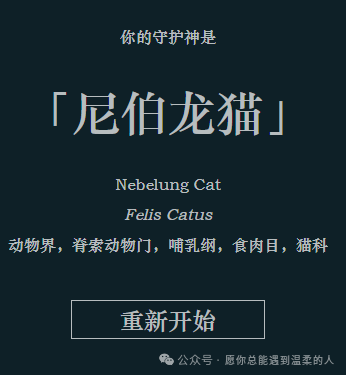 你的守护神是
「尼伯龙猫」
Nebelung Cat
Felis Catus
动物界，脊索动物门，哺乳纲，食肉目，猫科
重新开始
公众号 · 愿你总能遇到温柔的人